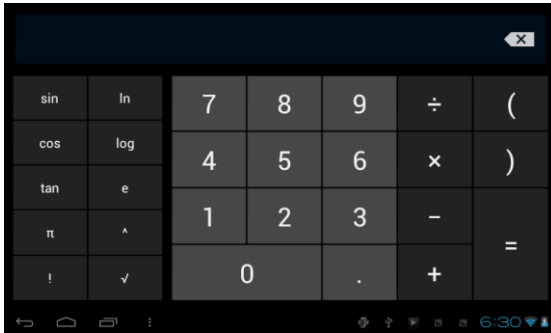 sin ln 7 8 9 ÷ (
cos log 4 5 6 × )
tan e 1 2 3 −
π ^ =
! √ 0 . +
6:30